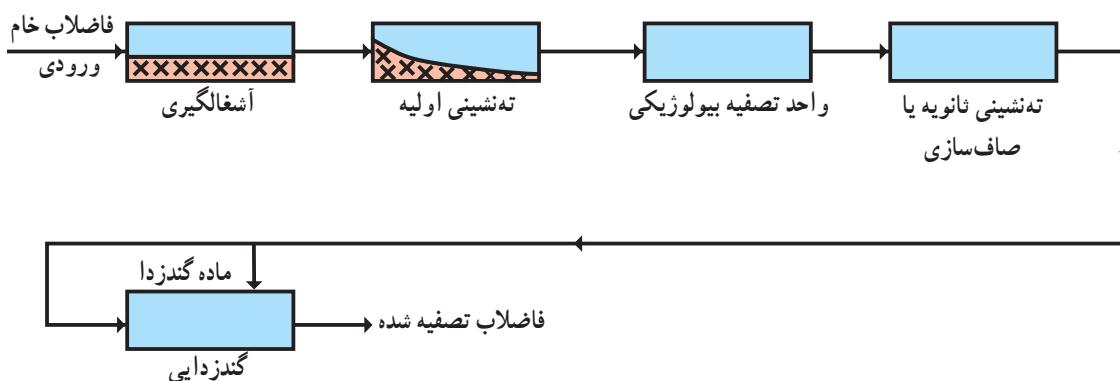 فاضلاب خام
ورودی
آشغالگیری
ته‌نشینی اولیه
واحد تصفیه بیولوژیکی
ته‌نشینی ثانویه یا
صاف‌سازی
ماده گندزدا
گندزدایی
فاضلاب تصفیه شده